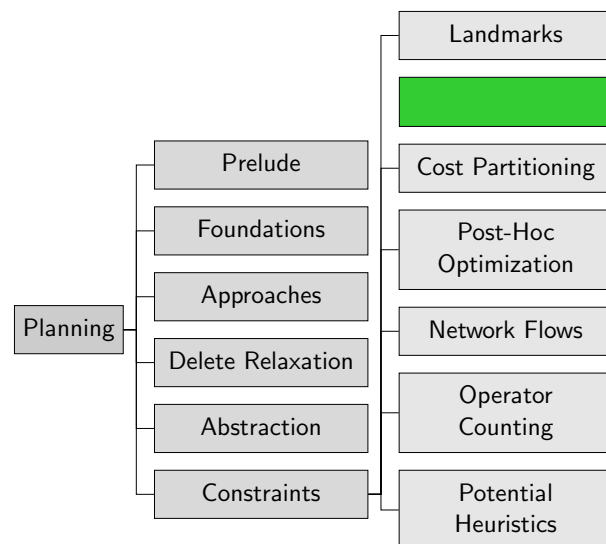 Planning
Prelude
Foundations
Approaches
Delete Relaxation
Abstraction
Constraints
Landmarks
Cost Partitioning
Post-Hoc
Optimization
Network Flows
Operator
Counting
Potential
Heuristics